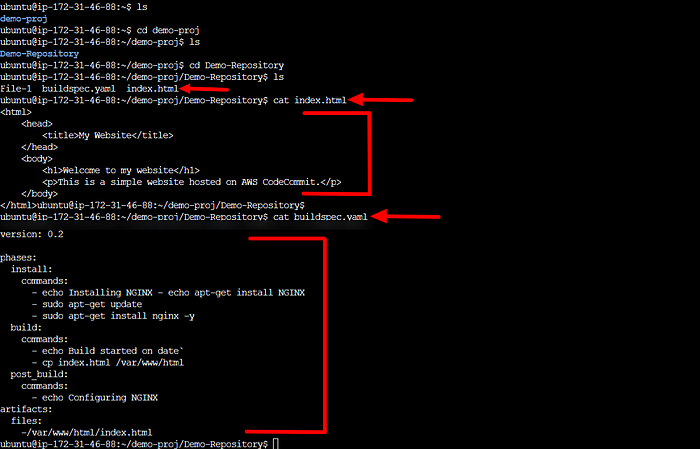 ubuntu@ip-172-31-46-88:~$ ls
demo-proj
ubuntu@ip-172-31-46-88:~$ cd demo-proj
ubuntu@ip-172-31-46-88:~/demo-proj$ ls
Demo-Repository
ubuntu@ip-172-31-46-88:~/demo-proj$ cd Demo-Repository
ubuntu@ip-172-31-46-88:~/demo-proj/Demo-Repository$ ls
File-1  buildspec.yaml  index.html
ubuntu@ip-172-31-46-88:~/demo-proj/Demo-Repository$ cat index.html
<html>
    <head>
        <title>My Website</title>
    </head>
    <body>
        <h1>Welcome to my website</h1>
        <p>This is a simple website hosted on AWS CodeCommit.</p>
    </body>
</html>ubuntu@ip-172-31-46-88:~/demo-proj/Demo-Repository$
ubuntu@ip-172-31-46-88:~/demo-proj/Demo-Repository$ cat buildspec.yaml
version: 0.2

phases:
  install:
    commands:
      - echo Installing NGINX - echo apt-get install NGINX
      - sudo apt-get update
      - sudo apt-get install nginx -y
  build:
    commands:
      - echo Build started on date`
      - cp index.html /var/www/html
  post_build:
    commands:
      - echo Configuring NGINX
artifacts:
  files:
    -/var/www/html/index.html
ubuntu@ip-172-31-46-88:~/demo-proj/Demo-Repository$